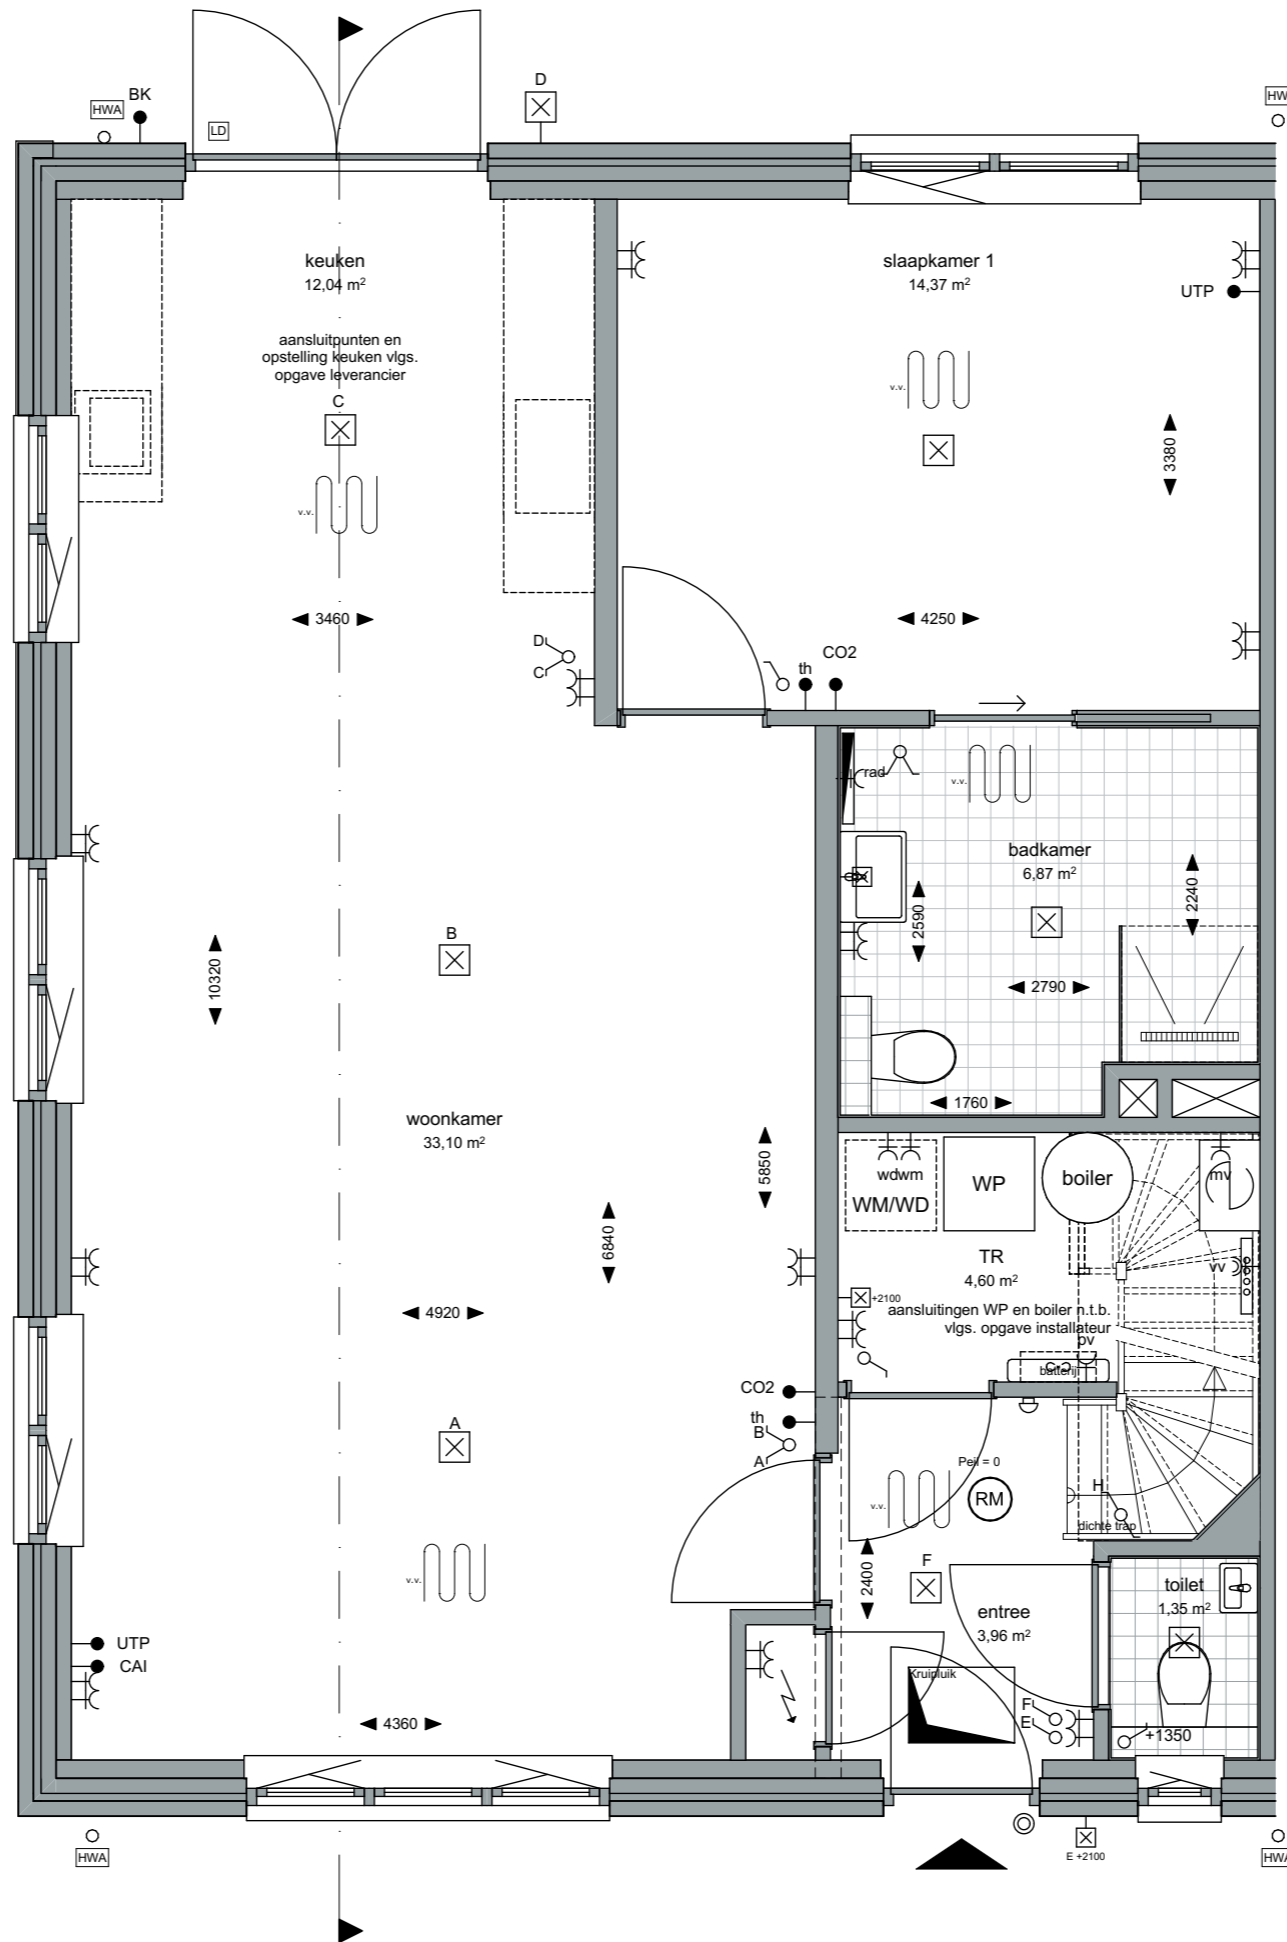 D
BK
HWA
LD
keuken
12,04 m²
aansluitpunten en
opstelling keuken vlgs.
opgave leverancier
C
v.v.
3460
slaapkamer 1
14,37 m²
UTP
v.v.
3380
4250
D
C
th
CO2
rad
v.v.
badkamer
6,87 m²
2590
2240
2790
1760
B
10320
woonkamer
33,10 m²
5850
6840
4920
wdwm
WM/WD
WP
boiler
mv
TR
4,60 m²
vv
+2100
aansluitingen WP en boiler n.t.b.
vlgs. opgave installateur
pv
batterij
CO2
th
B
A
A
v.v.
Peil = 0
v.v.
RM
H
dichte trap
2400
F
entree
3,96 m²
toilet
1,35 m²
Kruipluik
F
E
+1350
UTP
CAI
4360
HWA
E +2100